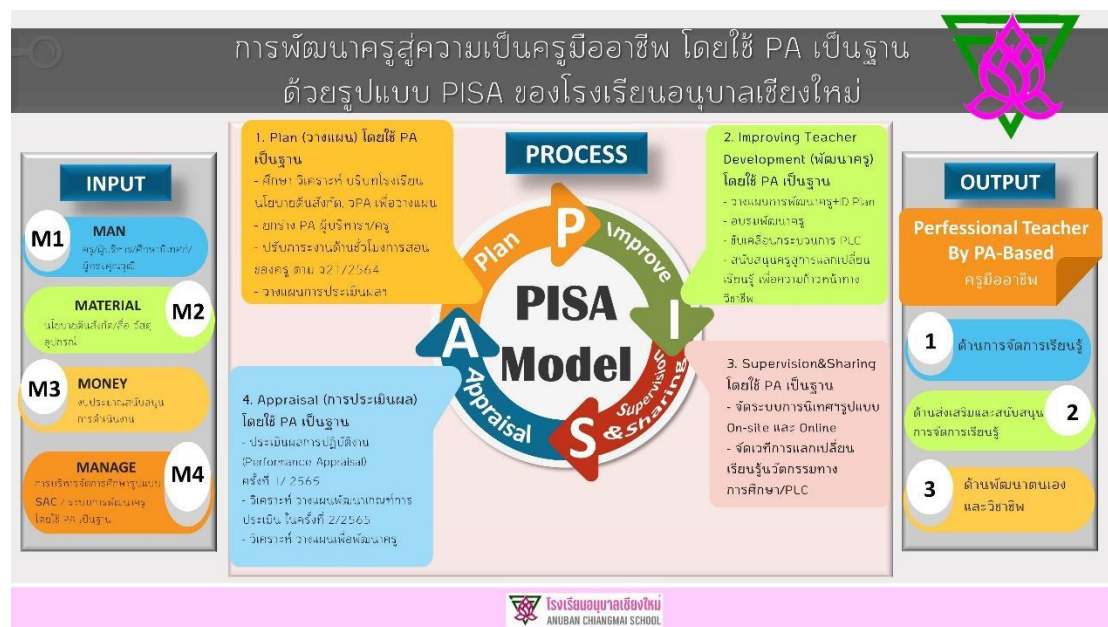 การพัฒนาครูสู่ความเป็นครูมืออาชีพ โดยใช้ PA เป็นฐาน
ด้วยรูปแบบ PISA ของโรงเรียนอนุบาลเชียงใหม่
INPUT
M1
MAN
ครู/ผู้บริหาร/ศึกษานิเทศก์/
ผู้ทรงคุณวุฒิ
MATERIAL
M2
นโยบายต้นสังกัด/สื่อ วัสดุ
อุปกรณ์
M3
MONEY
งบประมาณสนับสนุน
การดำเนินงาน
MANAGE
M4
การบริหารจัดการศึกษารูปแบบ
SAC / ระบบการพัฒนาครู
โดยใช้ PA เป็นฐาน
PROCESS
1. Plan (วางแผน) โดยใช้ PA
เป็นฐาน
- ศึกษา วิเคราะห์ บริบทโรงเรียน
นโยบายต้นสังกัด, วPA เพื่อวางแผน
- ยกร่าง PA ผู้บริหารฯ/ครู
- ปรับภาระงานด้านชั่วโมงการสอน
ของครู ตาม ว21/2564
- วางแผนการประเมินผลฯ
2. Improving Teacher
Development (พัฒนาครู)
โดยใช้ PA เป็นฐาน
- วางแผนการพัฒนาครู+ID Plan
- อบรมพัฒนาครู
- ขับเคลื่อนกระบวนการ PLC
- สนับสนุนครูสู่การแลกเปลี่ยน
เรียนรู้ เพื่อความก้าวหน้าทาง
วิชาชีพ
P
Plan
I
Improve
S
Supervision
&Sharing
A
Appraisal
PISA
Model
3. Supervision&Sharing
โดยใช้ PA เป็นฐาน
- จัดระบบการนิเทศฯรูปแบบ
On-site และ Online
- จัดเวทีการแลกเปลี่ยน
เรียนรู้นวัตกรรมทาง
การศึกษา/PLC
4. Appraisal (การประเมินผล)
โดยใช้ PA เป็นฐาน
- ประเมินผลการปฏิบัติงาน
(Performance Appraisal)
ครั้งที่ 1/ 2565
- วิเคราะห์ วางแผนพัฒนาเกณฑ์การ
ประเมิน ในครั้งที่ 2/2565
- วิเคราะห์ วางแผนเพื่อพัฒนาครู
OUTPUT
Perfessional Teacher
By PA-Based
ครูมืออาชีพ
1
ด้านการจัดการเรียนรู้
ด้านส่งเสริมและสนับสนุน
การจัดการเรียนรู้
2
3
ด้านพัฒนาตนเอง
และวิชาชีพ
โรงเรียนอนุบาลเชียงใหม่
ANUBAN CHIANGMAI SCHOOL